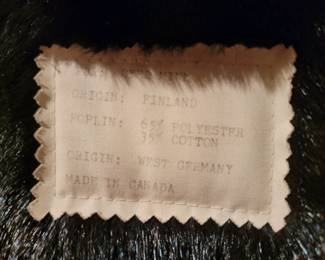 ORIGIN: FINLAND
POPLIN: 65% POLYESTER
35% COTTON
ORIGIN: WEST GERMANY
MADE IN CANADA